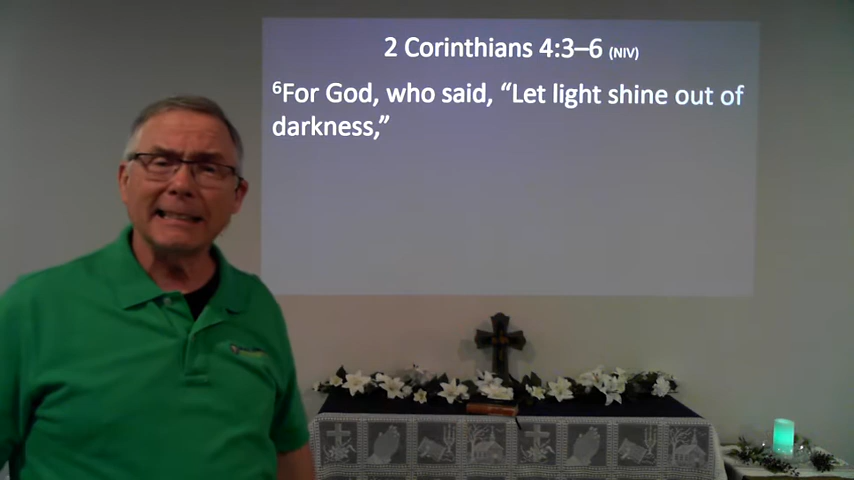 2 Corinthians 4:3–6 (NIV)
⁶For God, who said, “Let light shine out of
darkness,”